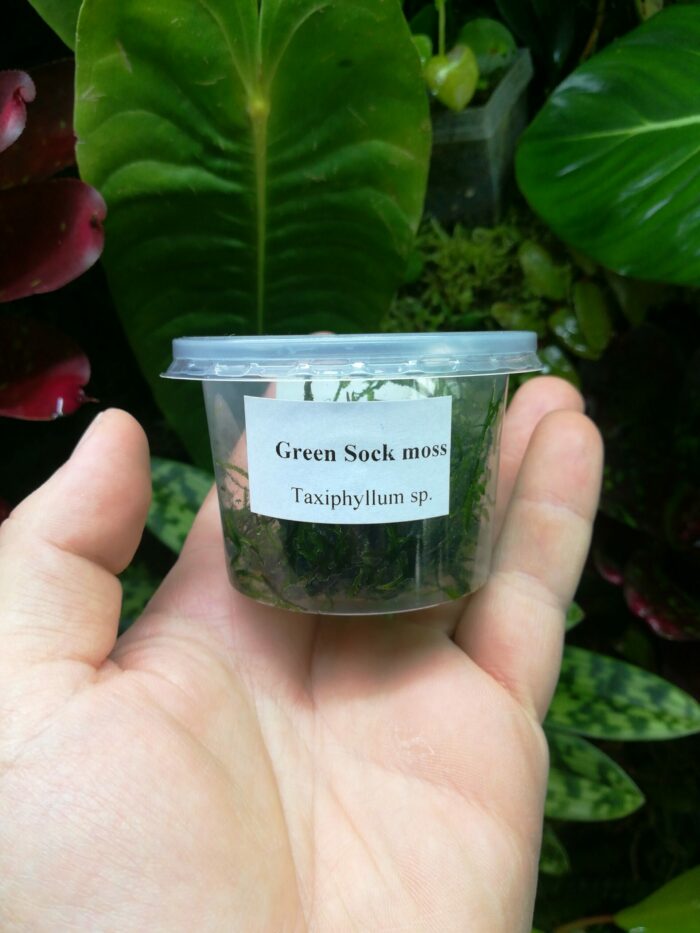 Green Sock moss
Taxiphyllum sp.